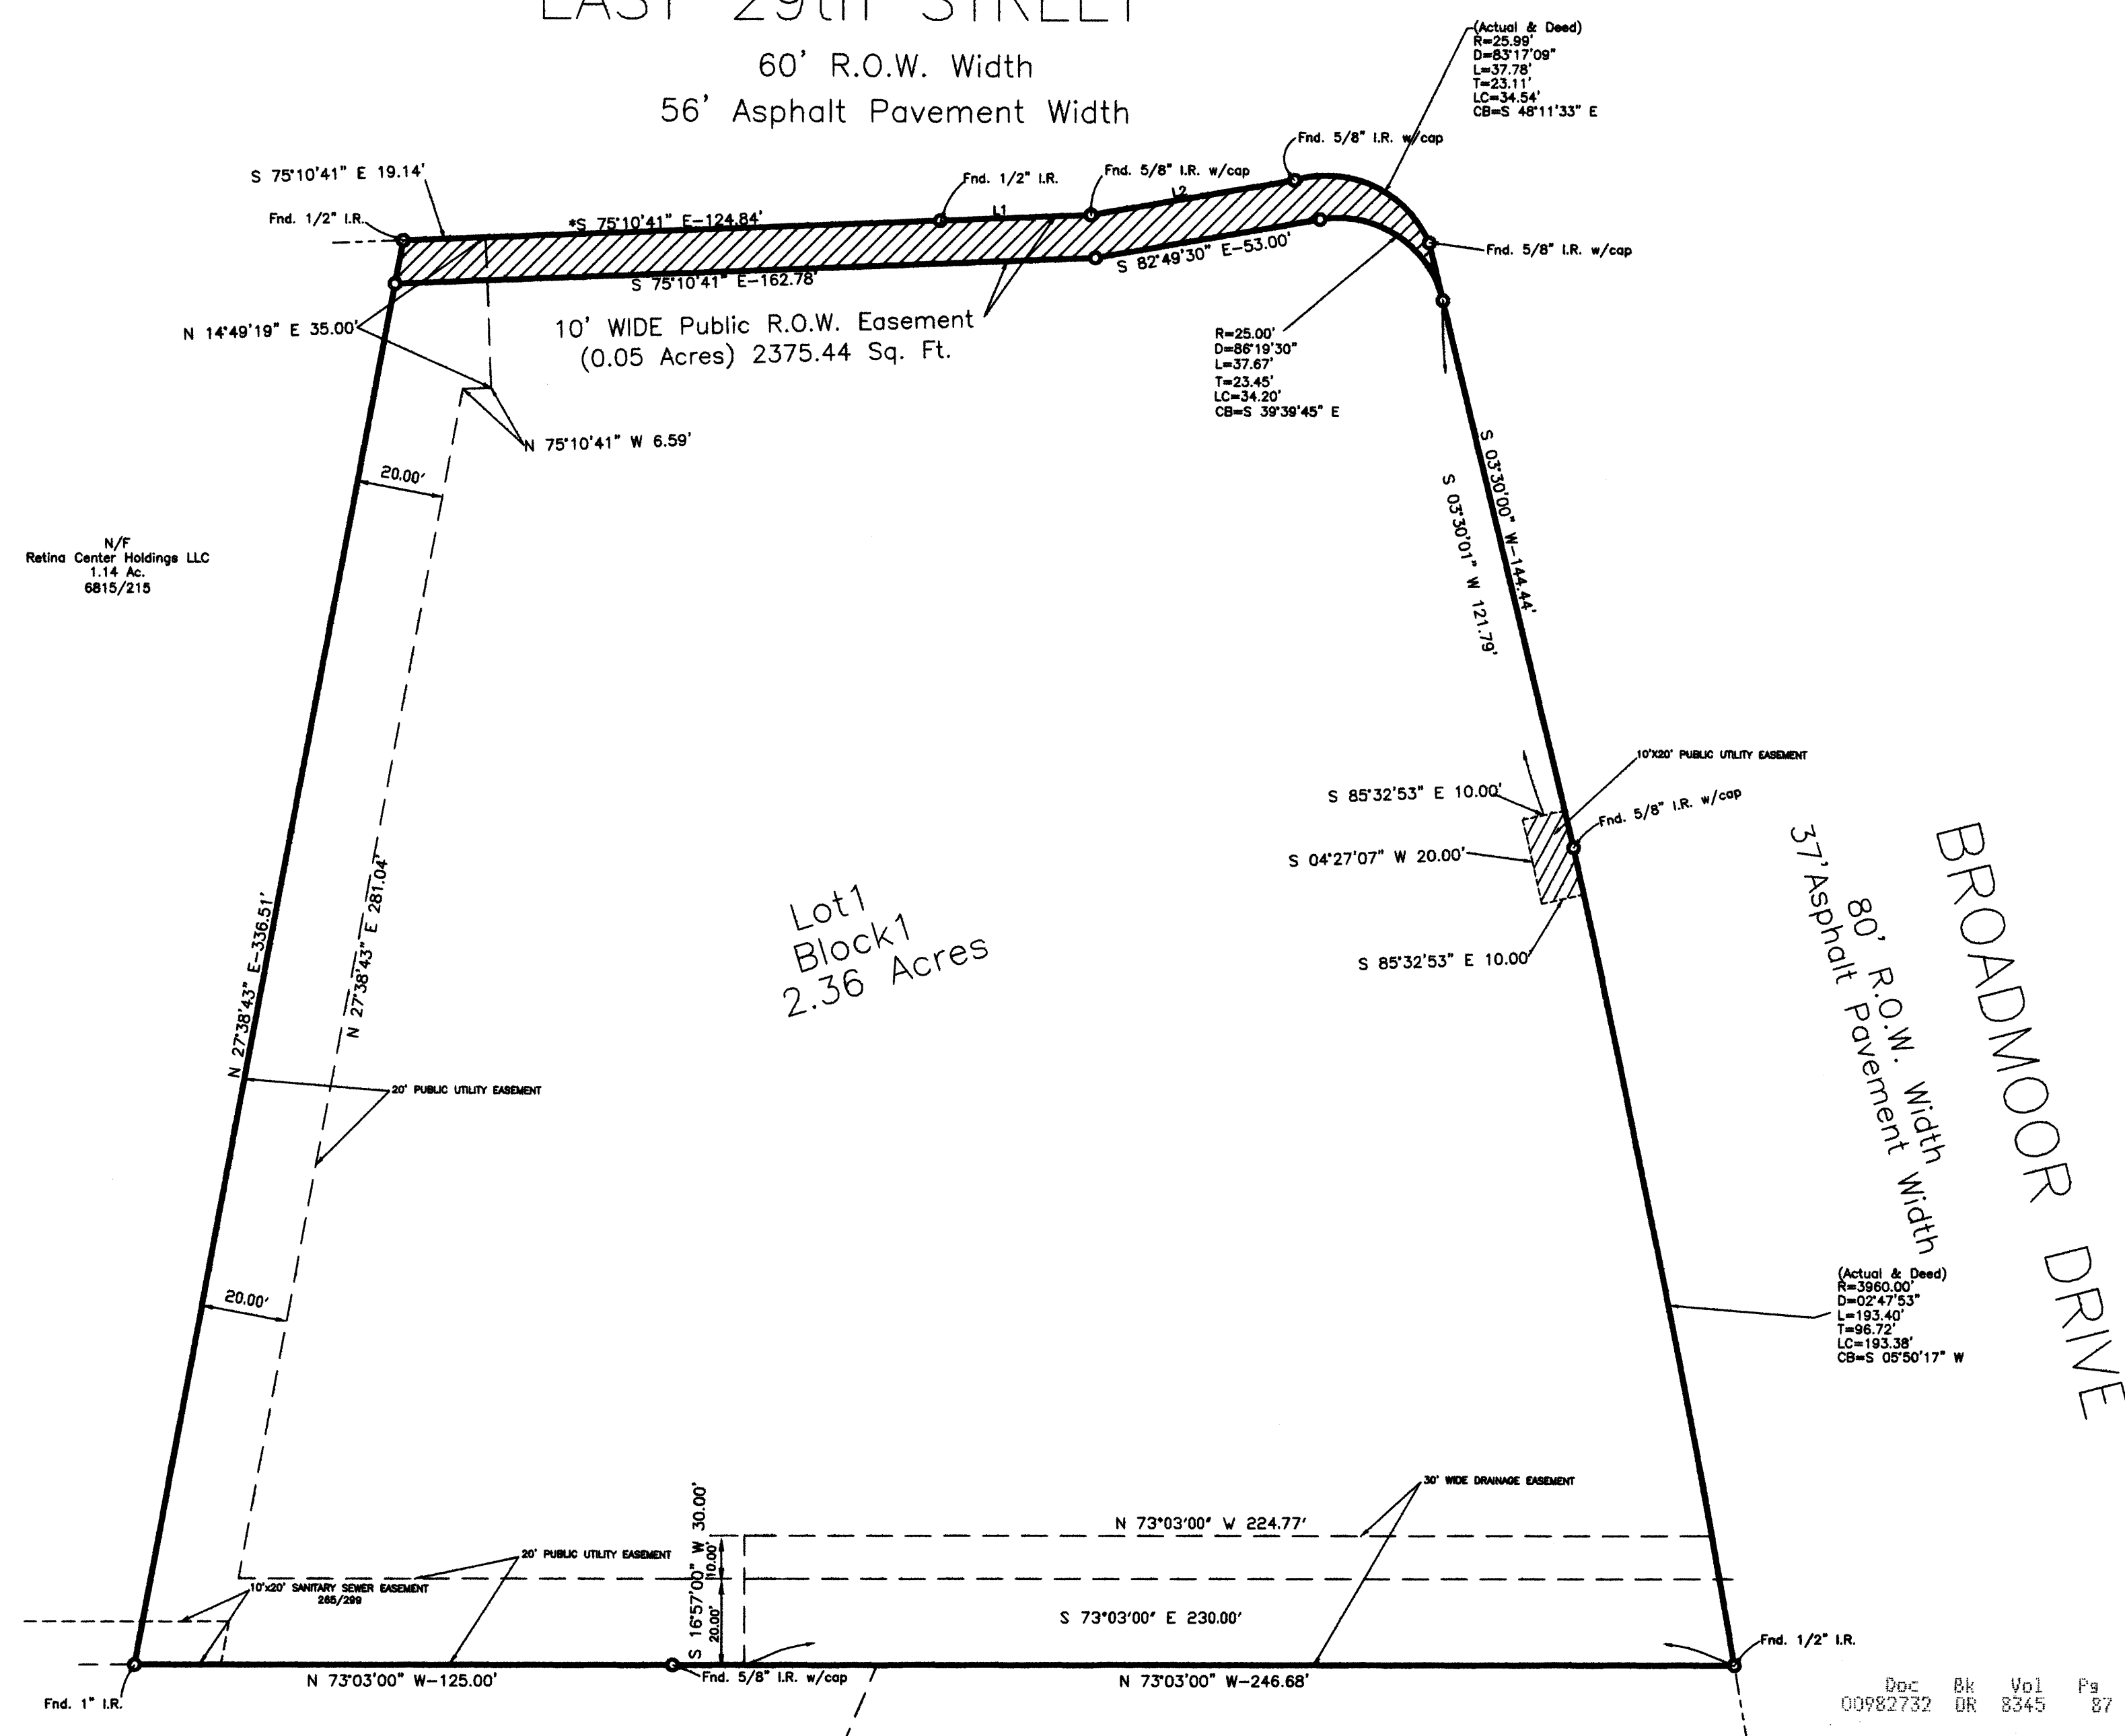 EAST 29th STREET
60' R.O.W. Width
56' Asphalt Pavement Width
(Actual & Deed)
R=25.99'
D=83°17'09"
L=37.78'
T=23.11'
LC=34.54'
CB=S 48°11'33" E
Fnd. 5/8" I.R. w/cap
Fnd. 5/8" I.R. w/cap
Fnd. 1/2" I.R.
S 75°10'41" E 19.14'
Fnd. 1/2" I.R.
*S 75°10'41" E-124.84'
L1
L2
Fnd. 5/8" I.R. w/cap
S 75°10'41" E-162.78'
S 82°49'30" E-53.00'
N 14°49'19" E 35.00'
10' WIDE Public R.O.W. Easement
(0.05 Acres) 2375.44 Sq. Ft.
R=25.00'
D=86°19'30"
L=37.67'
T=23.45'
LC=34.20'
CB=S 39°39'45" E
N 75°10'41" W 6.59'
20.00'
S 03°30'00" W-144.44'
S 03°30'01" W 121.79'
N/F
Retina Center Holdings LLC
1.14 Ac.
6815/215
10'X20' PUBLIC UTILITY EASEMENT
S 85°32'53" E 10.00'
Fnd. 5/8" I.R. w/cap
S 04°27'07" W 20.00'
S 85°32'53" E 10.00'
BROADMOOR DRIVE
80' R.O.W. Width
37'Asphalt Pavement Width
Lot1
Block1
2.36 Acres
N 27°38'43" E-336.51'
N 27°38'43" E 281.04'
20' PUBLIC UTILITY EASEMENT
20.00'
(Actual & Deed)
R=3960.00'
D=02°47'53"
L=193.40'
T=96.72'
LC=193.38'
CB=S 05°50'17" W
30' WIDE DRAINAGE EASEMENT
N 73°03'00" W 224.77'
S 16°57'00" W 30.00'
10.00'
20.00'
20' PUBLIC UTILITY EASEMENT
10'x20' SANITARY SEWER EASEMENT
265/299
S 73°03'00" E 230.00'
Fnd. 1/2" I.R.
N 73°03'00" W-125.00'
Fnd. 5/8" I.R. w/cap
N 73°03'00" W-246.68'
Fnd. 1" I.R.
Doc Bk Vol Pg
00982732 OR 8345 87